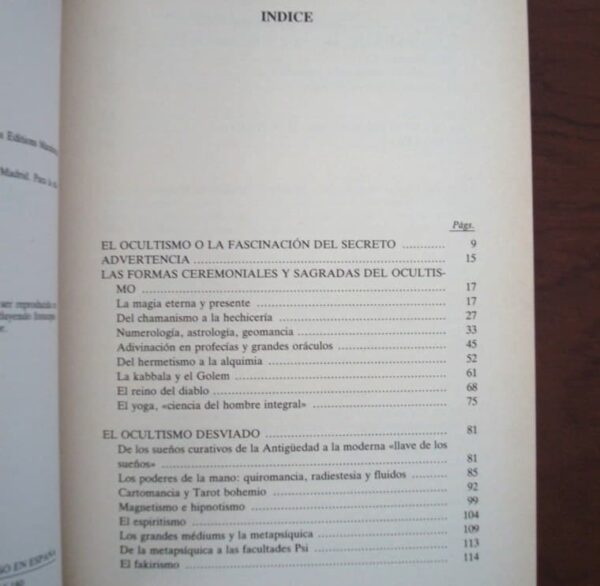 Editions
Madrid.
ser reproducida
O EN ESPAÑA
INDICE
Págs.
EL OCULTISMO O LA FASCINACIÓN DEL SECRETO ............ 9
ADVERTENCIA ............ 15
LAS FORMAS CEREMONIALES Y SAGRADAS DEL OCULTIS-
MO ............ 17
La magia eterna y presente ............ 17
Del chamanismo a la hechicería ............ 27
Numerología, astrología, geomancia ............ 33
Adivinación en profecías y grandes oráculos ............ 45
Del hermetismo a la alquimia ............ 52
La kabbala y el Golem ............ 61
El reino del diablo ............ 68
El yoga, «ciencia del hombre integral» ............ 75
EL OCULTISMO DESVIADO ............ 81
De los sueños curativos de la Antigüedad a la moderna «llave de los
sueños» ............ 81
Los poderes de la mano: quiromancia, radiestesia y fluidos ............ 85
Cartomancia y Tarot bohemio ............ 92
Magnetismo e hipnotismo ............ 99
El espiritismo ............ 104
Los grandes médiums y la metapsíquica ............ 109
De la metapsíquica a las facultades Psi ............ 113
El fakirismo ............ 114